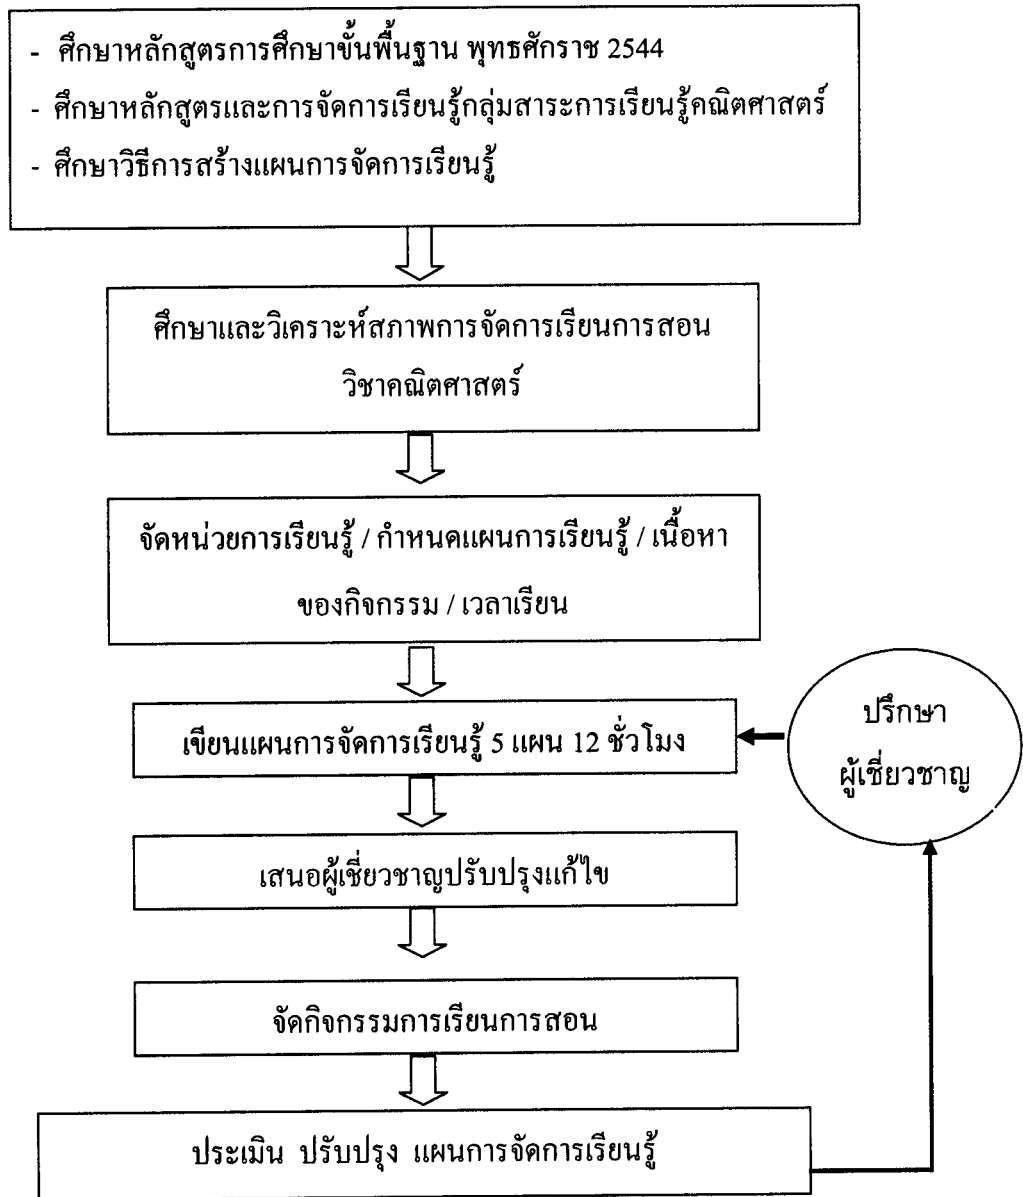 - ศึกษาหลักสูตรการศึกษาขั้นพื้นฐาน พุทธศักราช 2544
- ศึกษาหลักสูตรและการจัดการเรียนรู้กลุ่มสาระการเรียนรู้คณิตศาสตร์
- ศึกษาวิธีการสร้างแผนการจัดการเรียนรู้
ศึกษาและวิเคราะห์สภาพการจัดการเรียนการสอน
วิชาคณิตศาสตร์
จัดหน่วยการเรียนรู้ / กำหนดแผนการเรียนรู้ / เนื้อหา
ของกิจกรรม / เวลาเรียน
เขียนแผนการจัดการเรียนรู้ 5 แผน 12 ชั่วโมง
ปรึกษา
ผู้เชี่ยวชาญ
เสนอผู้เชี่ยวชาญปรับปรุงแก้ไข
จัดกิจกรรมการเรียนการสอน
ประเมิน ปรับปรุง แผนการจัดการเรียนรู้